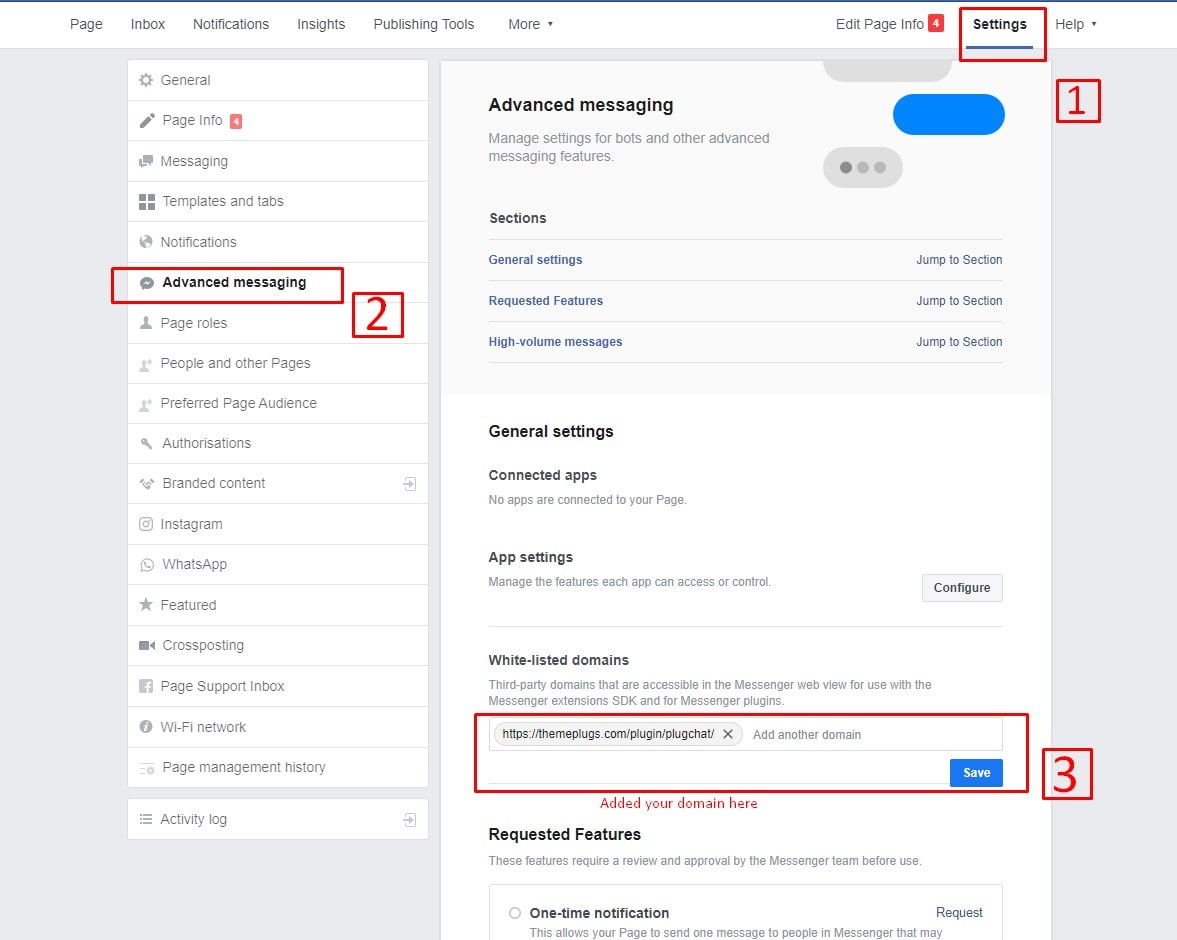 Page Inbox Notifications Insights Publishing Tools More Edit Page Info 4 Settings Help
1
General
Page Info 4
Messaging
Templates and tabs
Notifications
Advanced messaging
2
Page roles
People and other Pages
Preferred Page Audience
Authorisations
Branded content
Instagram
WhatsApp
Featured
Crossposting
Page Support Inbox
Wi-Fi network
Page management history
Activity log
Advanced messaging
Manage settings for bots and other advanced
messaging features.
Sections
General settings Jump to Section
Requested Features Jump to Section
High-volume messages Jump to Section
General settings
Connected apps
No apps are connected to your Page.
App settings
Manage the features each app can access or control.
Configure
White-listed domains
Third-party domains that are accessible in the Messenger web view for use with the
Messenger extensions SDK and for Messenger plugins.
https://themeplugs.com/plugin/plugchat/ Add another domain
Save
3
Added your domain here
Requested Features
These features require a review and approval by the Messenger team before use.
One-time notification Request
This allows your Page to send one message to people in Messenger that may